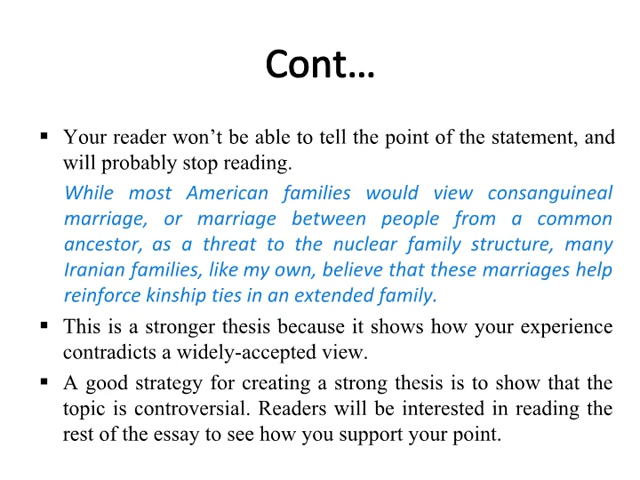 Cont...
▪ Your reader won't be able to tell the point of the statement, and
will probably stop reading.
While most American families would view consanguineal
marriage, or marriage between people from a common
ancestor, as a threat to the nuclear family structure, many
Iranian families, like my own, believe that these marriages help
reinforce kinship ties in an extended family.
▪ This is a stronger thesis because it shows how your experience
contradicts a widely-accepted view.
▪ A good strategy for creating a strong thesis is to show that the
topic is controversial. Readers will be interested in reading the
rest of the essay to see how you support your point.